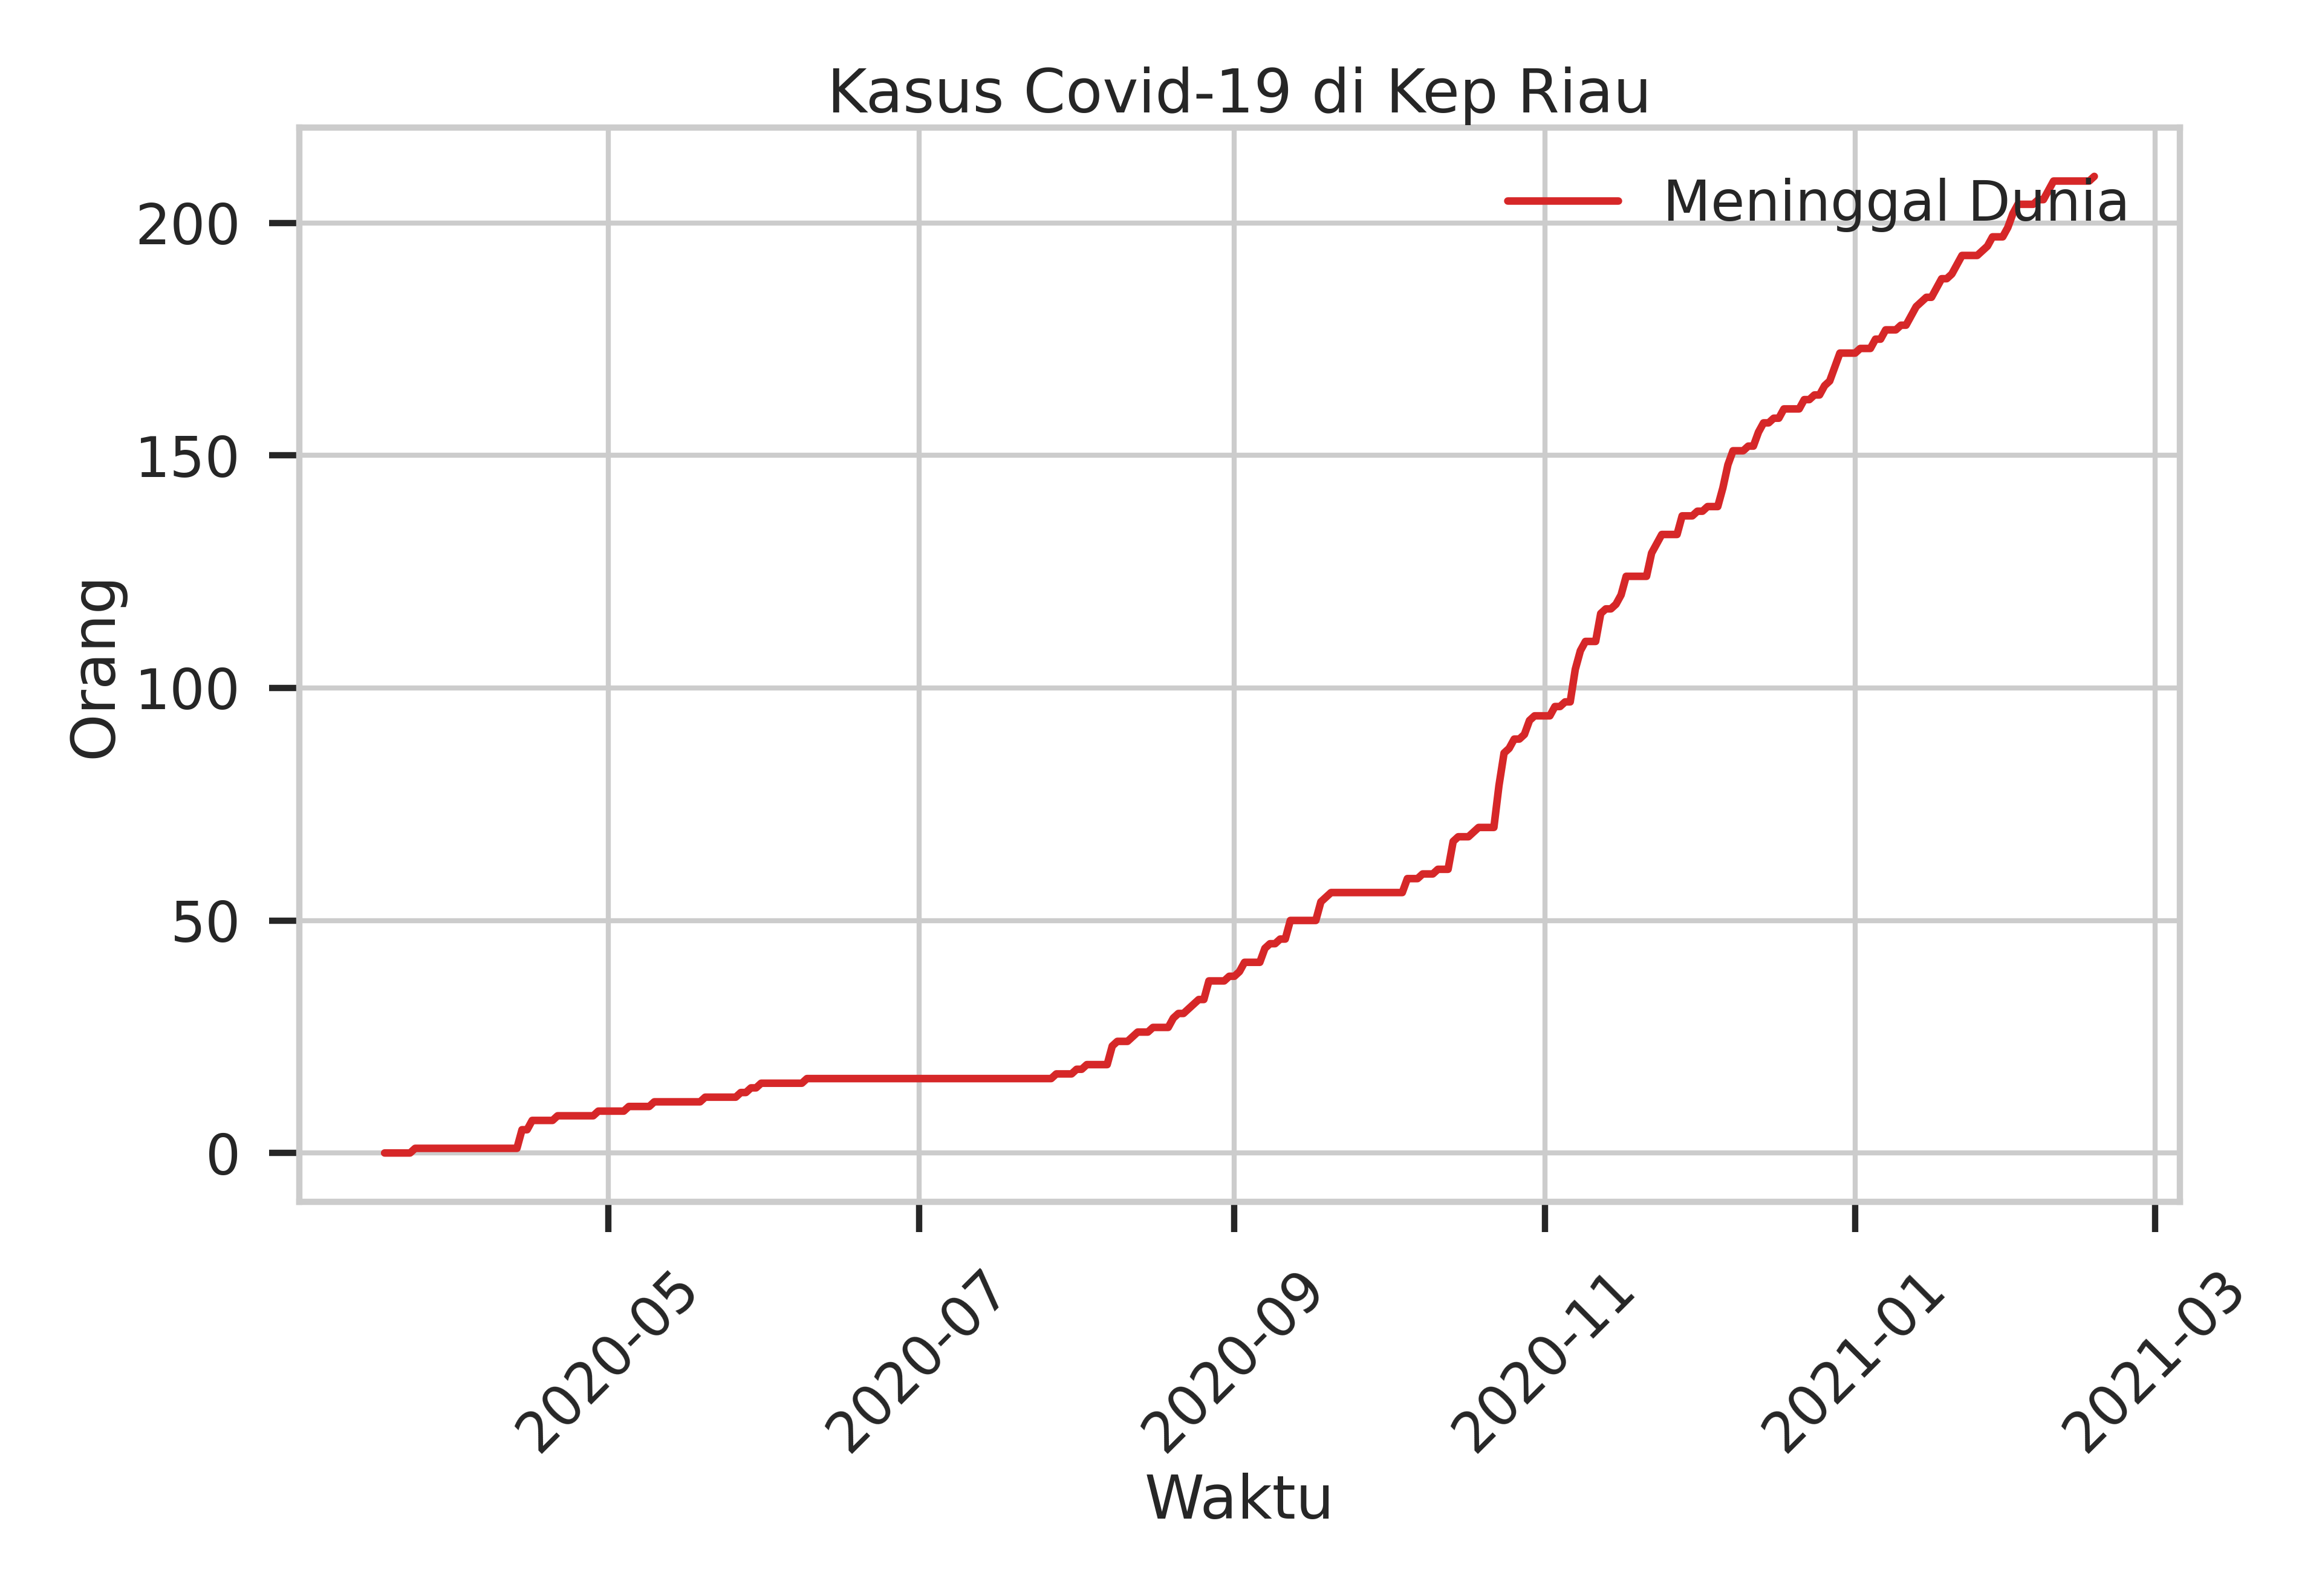 Kasus Covid-19 di Kep Riau
Meninggal Dunia
200
150
100
50
0
Orang
2020-05
2020-07
2020-09
2020-11
2021-01
2021-03
Waktu